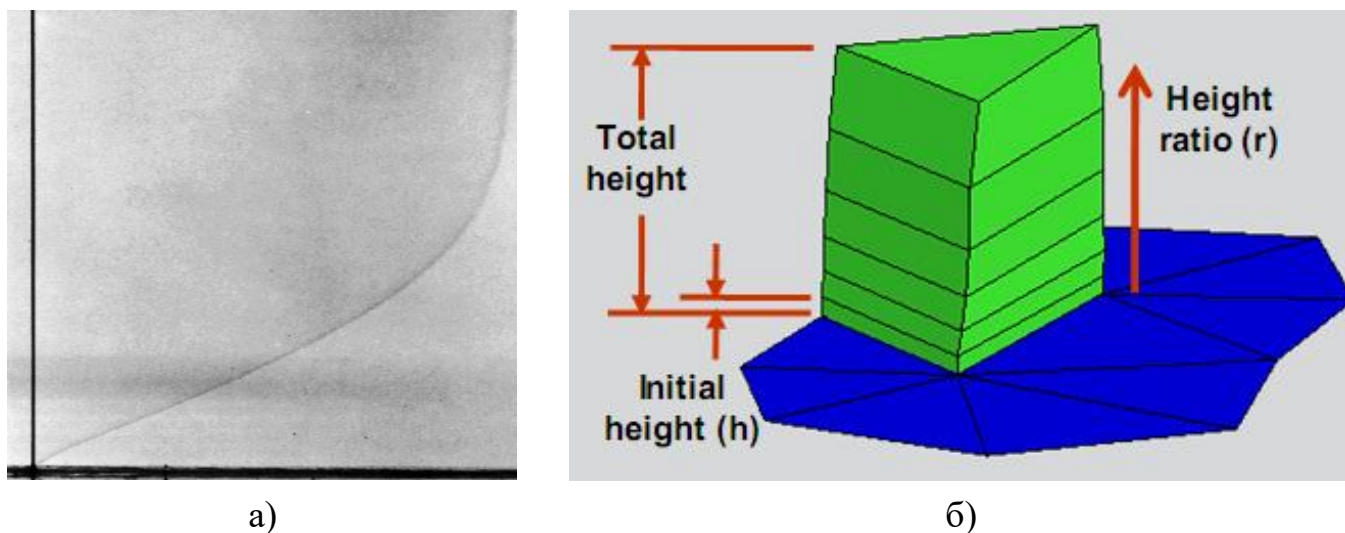 Total
height
Height
ratio (r)
Initial
height (h)
а)
б)